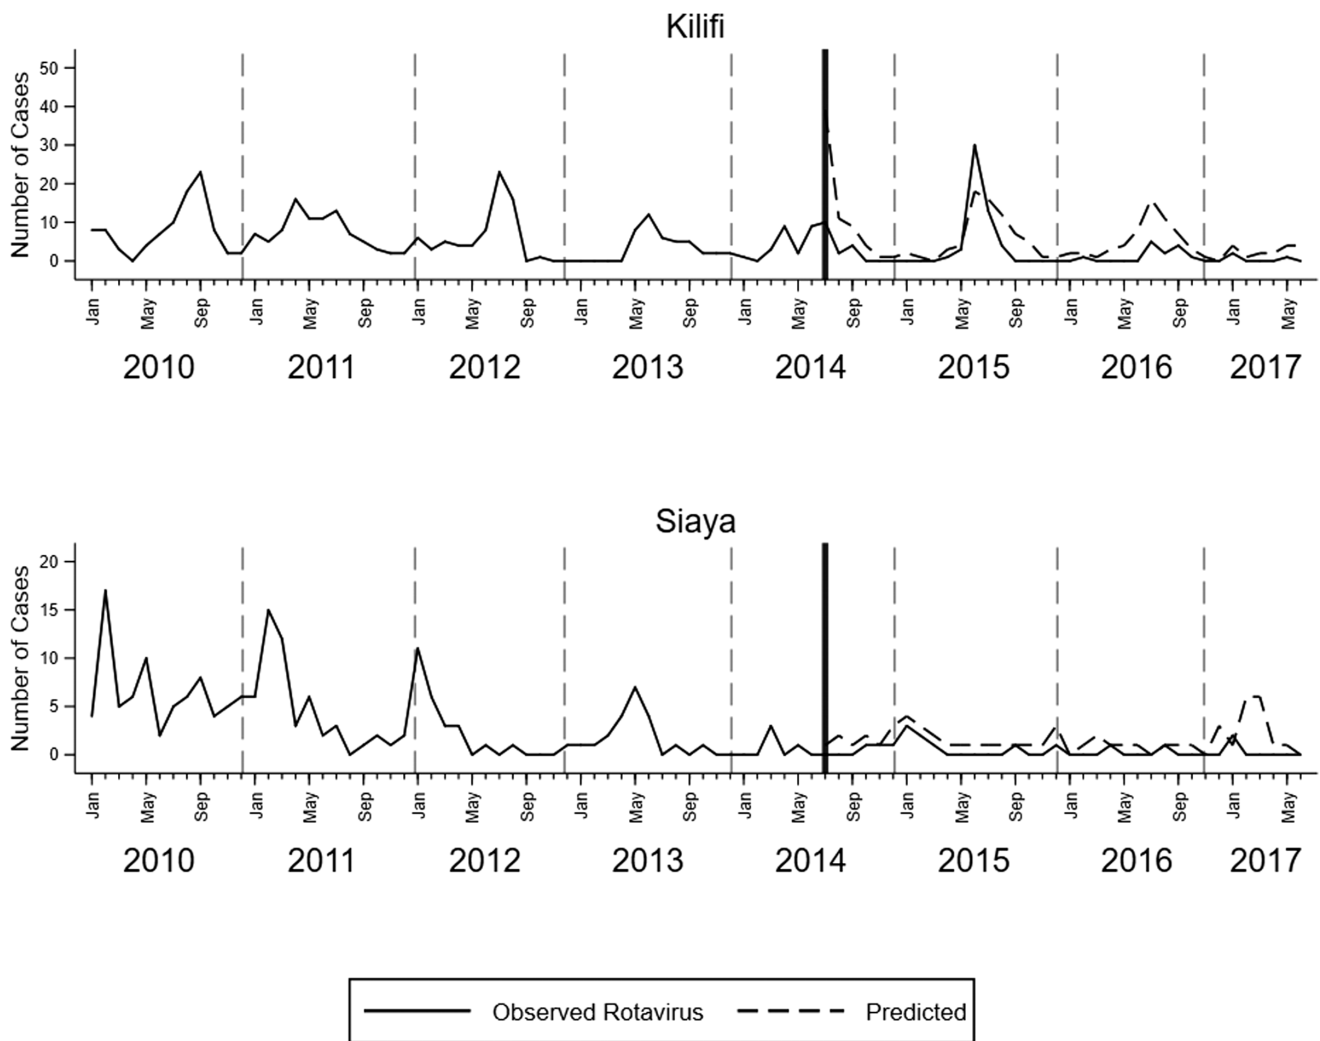 Kilifi
Number of Cases
50
40
30
20
10
0
Jan May Sep Jan May Sep Jan May Sep Jan May Sep Jan May Sep Jan May Sep Jan May Sep Jan May
2010 2011 2012 2013 2014 2015 2016 2017
Siaya
Number of Cases
20
15
10
5
0
Jan May Sep Jan May Sep Jan May Sep Jan May Sep Jan May Sep Jan May Sep Jan May Sep Jan May
2010 2011 2012 2013 2014 2015 2016 2017
Observed Rotavirus Predicted